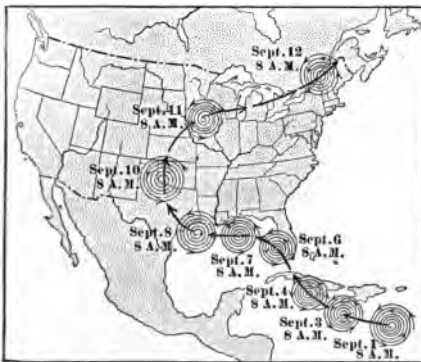 Sept. 12
8 A.M.
Sept. 11
8 A.M.
Sept. 10
8 A.M.
Sept. 8
8 A.M.
Sept. 7
8 A.M.
Sept. 6
8 A.M.
Sept. 4
8 A.M.
Sept. 3
8 A.M.
Sept. 1
8 A.M.